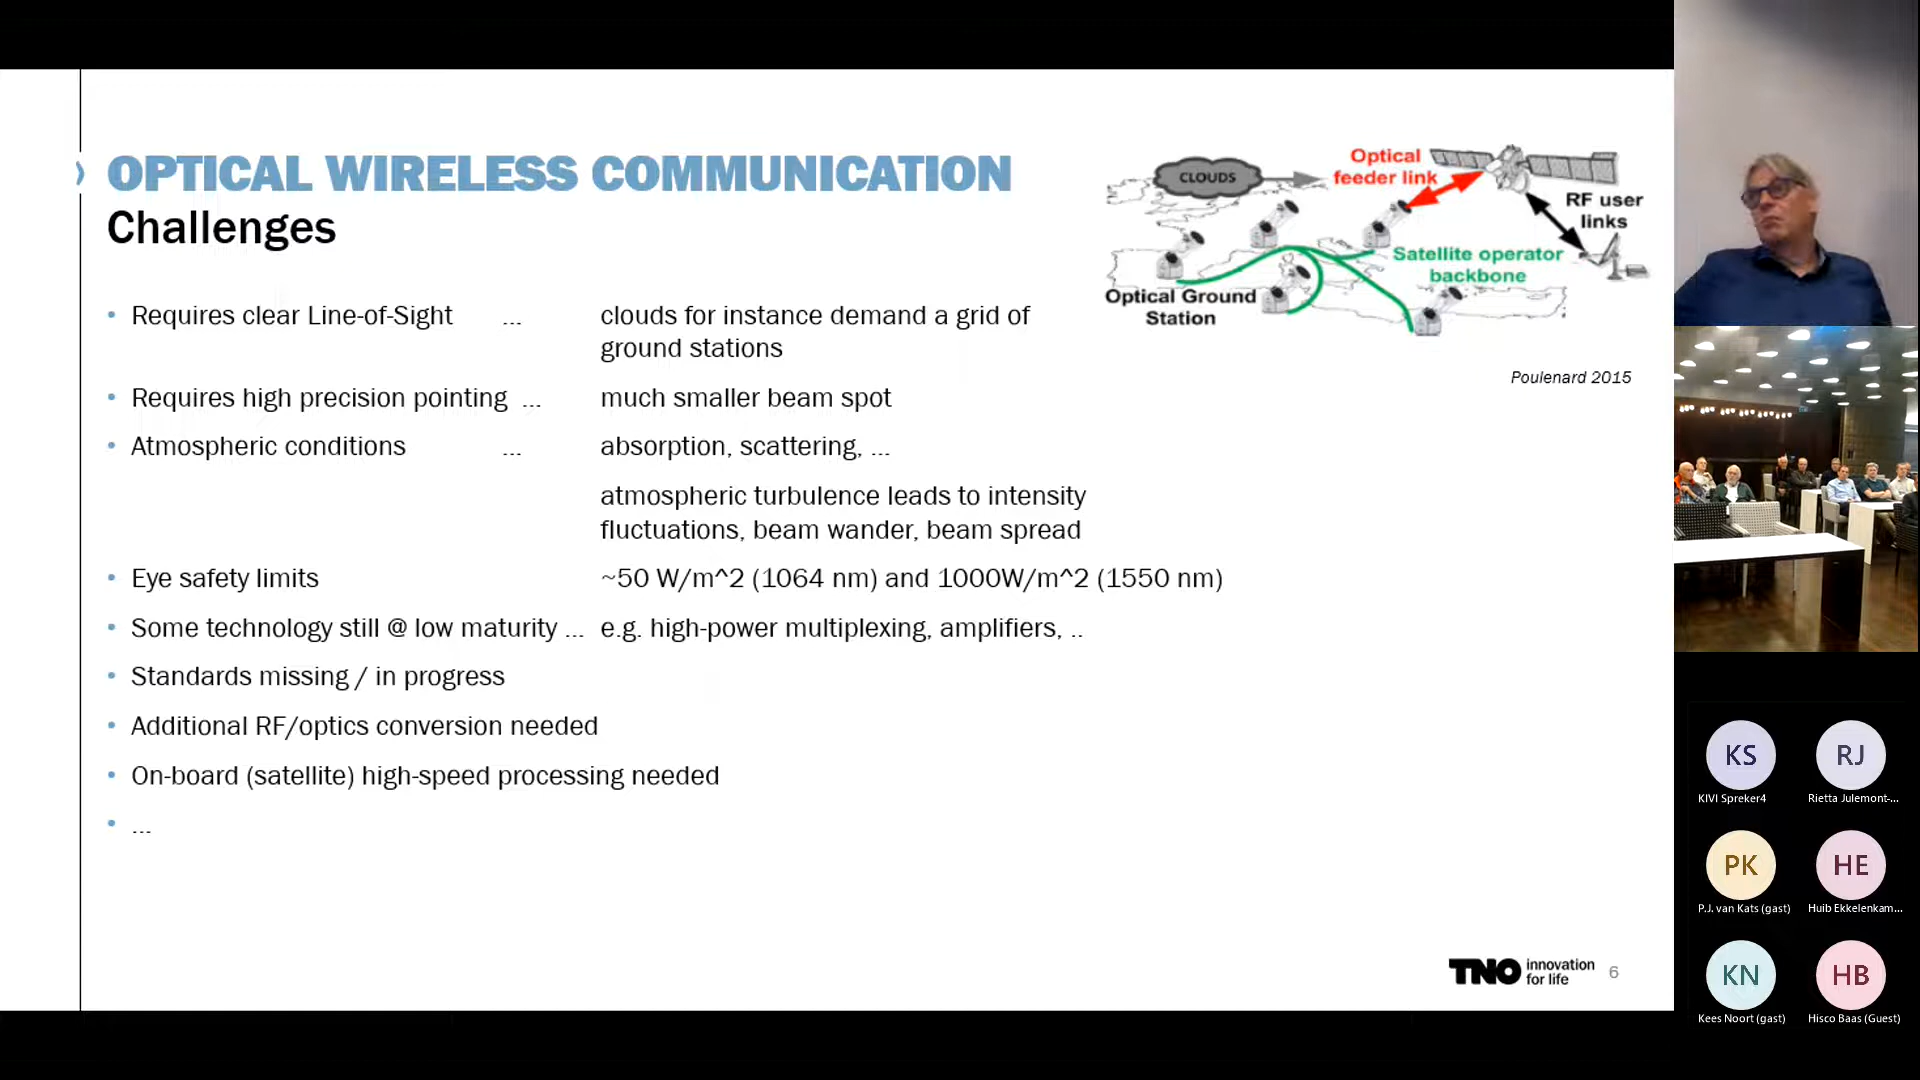 OPTICAL WIRELESS COMMUNICATION
Challenges
• Requires clear Line-of-Sight ... clouds for instance demand a grid of
ground stations
• Requires high precision pointing ... much smaller beam spot
• Atmospheric conditions ... absorption, scattering, ...
atmospheric turbulence leads to intensity
fluctuations, beam wander, beam spread
• Eye safety limits ~50 W/m^2 (1064 nm) and 1000W/m^2 (1550 nm)
• Some technology still @ low maturity ... e.g. high-power multiplexing, amplifiers, ..
• Standards missing / in progress
• Additional RF/optics conversion needed
• On-board (satellite) high-speed processing needed
• ...
CLOUDS
Optical
feeder link
RF user
links
Satellite operator
backbone
Optical Ground
Station
Poulenard 2015
TNO innovation
for life
6
KS
KIVI Spreker4
RJ
Rietta Julemont-...
PK
P.J. van Kats (gast)
HE
Huib Ekkelenkam...
KN
Kees Noort (gast)
HB
Hisco Baas (Guest)